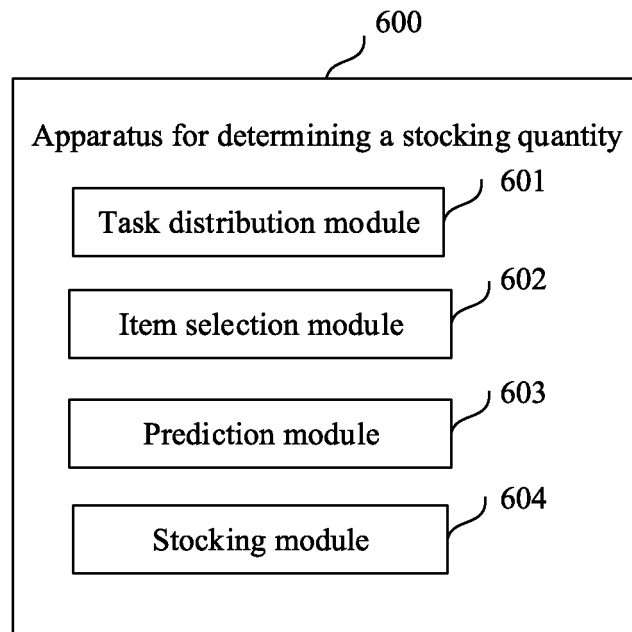 600
Apparatus for determining a stocking quantity
601
Task distribution module
602
Item selection module
603
Prediction module
604
Stocking module